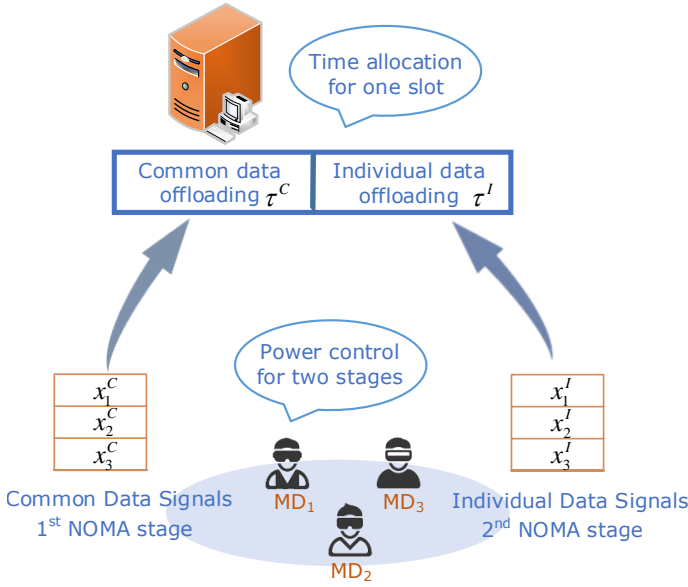 Time allocation
for one slot
Common data
offloading τ^C
Individual data
offloading τ^I
Power control
for two stages
x_1^C
x_2^C
x_3^C
x_1^I
x_2^I
x_3^I
MD₁
MD₃
MD₂
Common Data Signals
1st NOMA stage
Individual Data Signals
2nd NOMA stage